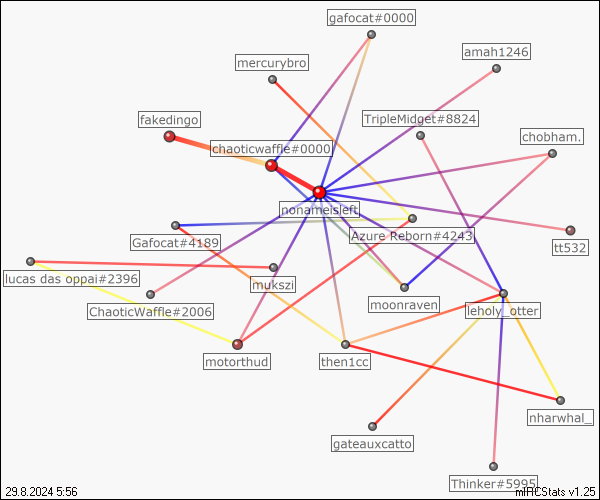 gafocat#0000
amah1246
mercurybro
fakedingo
TripleMidget#8824
chobham.
chaoticwaffle#0000
nonameisleft
Azure Reborn#4243
Gafocat#4189
tt532
lucas das oppai#2396
mukszi
ChaoticWaffle#2006
moonraven
leholy_otter
motorthud
then1cc
nharwhal_
gateauxcatto
Thinker#5995
29.8.2024 5:56
mIRCStats v1.25